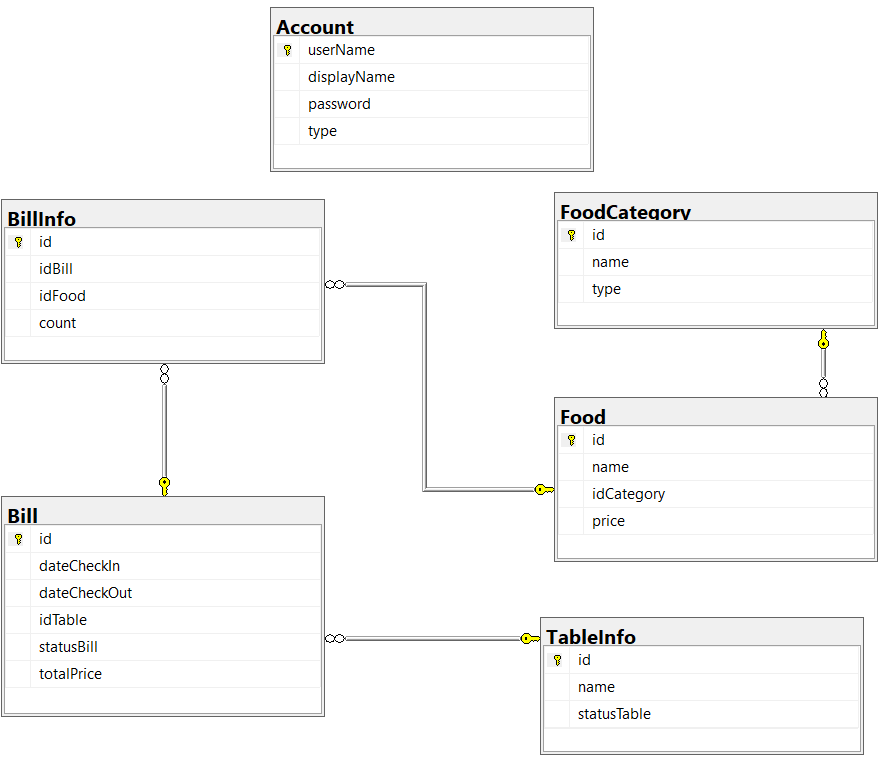 Account
userName
displayName
password
type
BillInfo
id
idBill
idFood
count
FoodCategory
id
name
type
Food
id
name
idCategory
price
Bill
id
dateCheckIn
dateCheckOut
idTable
statusBill
totalPrice
TableInfo
id
name
statusTable